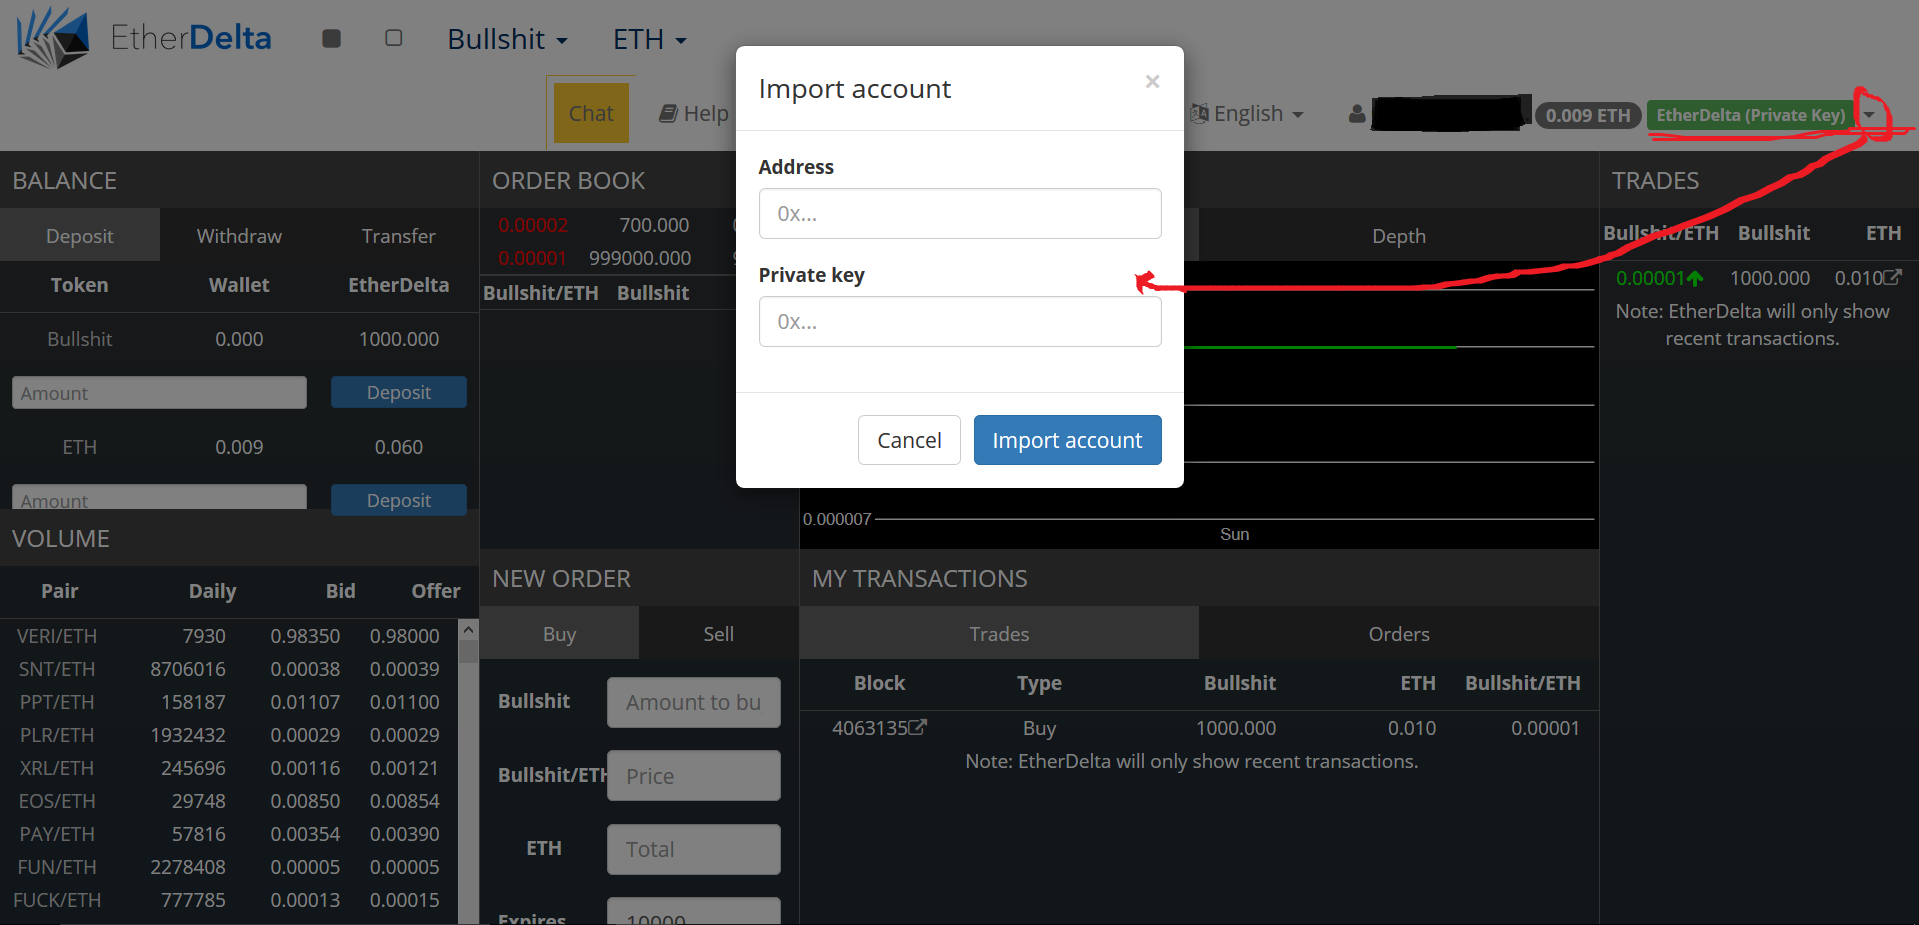 EtherDelta
Bullshit
ETH
Chat
Help
English
0.009 ETH
EtherDelta (Private Key)
Import account
×
Address
0x...
Private key
0x...
Cancel
Import account
BALANCE
Deposit Withdraw Transfer
Token Wallet EtherDelta
Bullshit 0.000 1000.000
Amount Deposit
ETH 0.009 0.060
Amount Deposit
VOLUME
Pair Daily Bid Offer
VERI/ETH 7930 0.98350 0.98000
SNT/ETH 8706016 0.00038 0.00039
PPT/ETH 158187 0.01107 0.01100
PLR/ETH 1932432 0.00029 0.00029
XRL/ETH 245696 0.00116 0.00121
EOS/ETH 29748 0.00850 0.00854
PAY/ETH 57816 0.00354 0.00390
FUN/ETH 2278408 0.00005 0.00005
FUCK/ETH 777785 0.00013 0.00015
ORDER BOOK
0.00002 700.000
0.00001 999000.000
Bullshit/ETH Bullshit
Depth
0.000007
Sun
NEW ORDER
Buy Sell
Bullshit Amount to bu
Bullshit/ETH Price
ETH Total
Expires 10000
MY TRANSACTIONS
Trades Orders
Block Type Bullshit ETH Bullshit/ETH
4063135 Buy 1000.000 0.010 0.00001
Note: EtherDelta will only show recent transactions.
TRADES
Bullshit/ETH Bullshit ETH
0.00001 1000.000 0.010
Note: EtherDelta will only show
recent transactions.